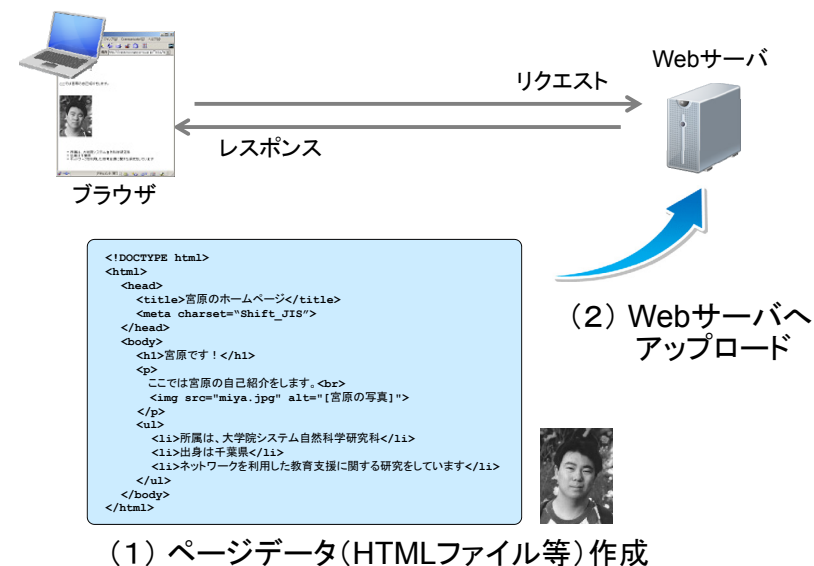 Webサーバ
リクエスト
レスポンス
ブラウザ
<!DOCTYPE html>
<html>
<head>
<title>宮原のホームページ</title>
<meta charset=“Shift_JIS”>
</head>
<body>
<h1>宮原です！</h1>
<p>
ここでは宮原の自己紹介をします。<br>
<img src="miya.jpg" alt="[宮原の写真]">
</p>
<ul>
<li>所属は、大学院システム自然科学研究科</li>
<li>出身は千葉県</li>
<li>ネットワークを利用した教育支援に関する研究をしています</li>
</ul>
</body>
</html>
（２）Webサーバへ
アップロード
（１）ページデータ（HTMLファイル等）作成